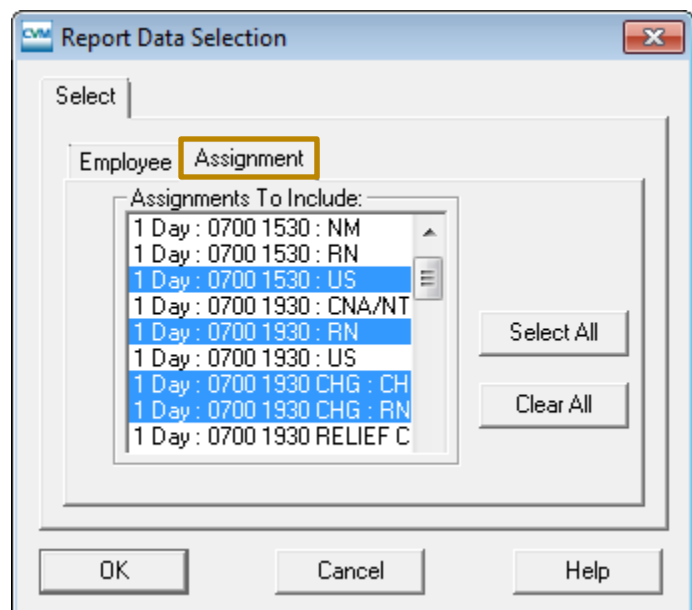 CVM Report Data Selection
Select
Employee Assignment
Assignments To Include:
1 Day : 0700 1530 : NM
1 Day : 0700 1530 : RN
1 Day : 0700 1530 : US
1 Day : 0700 1930 : CNA/NT
1 Day : 0700 1930 : RN
1 Day : 0700 1930 : US
1 Day : 0700 1930 CHG : CH
1 Day : 0700 1930 CHG : RN
1 Day : 0700 1930 RELIEF C
Select All
Clear All
OK Cancel Help